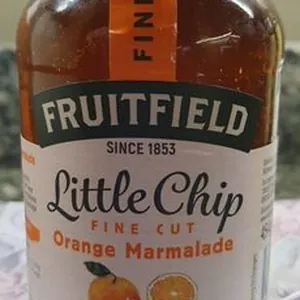 FINE
FRUITFIELD
SINCE 1853
Little Chip
FINE CUT
Orange Marmalade